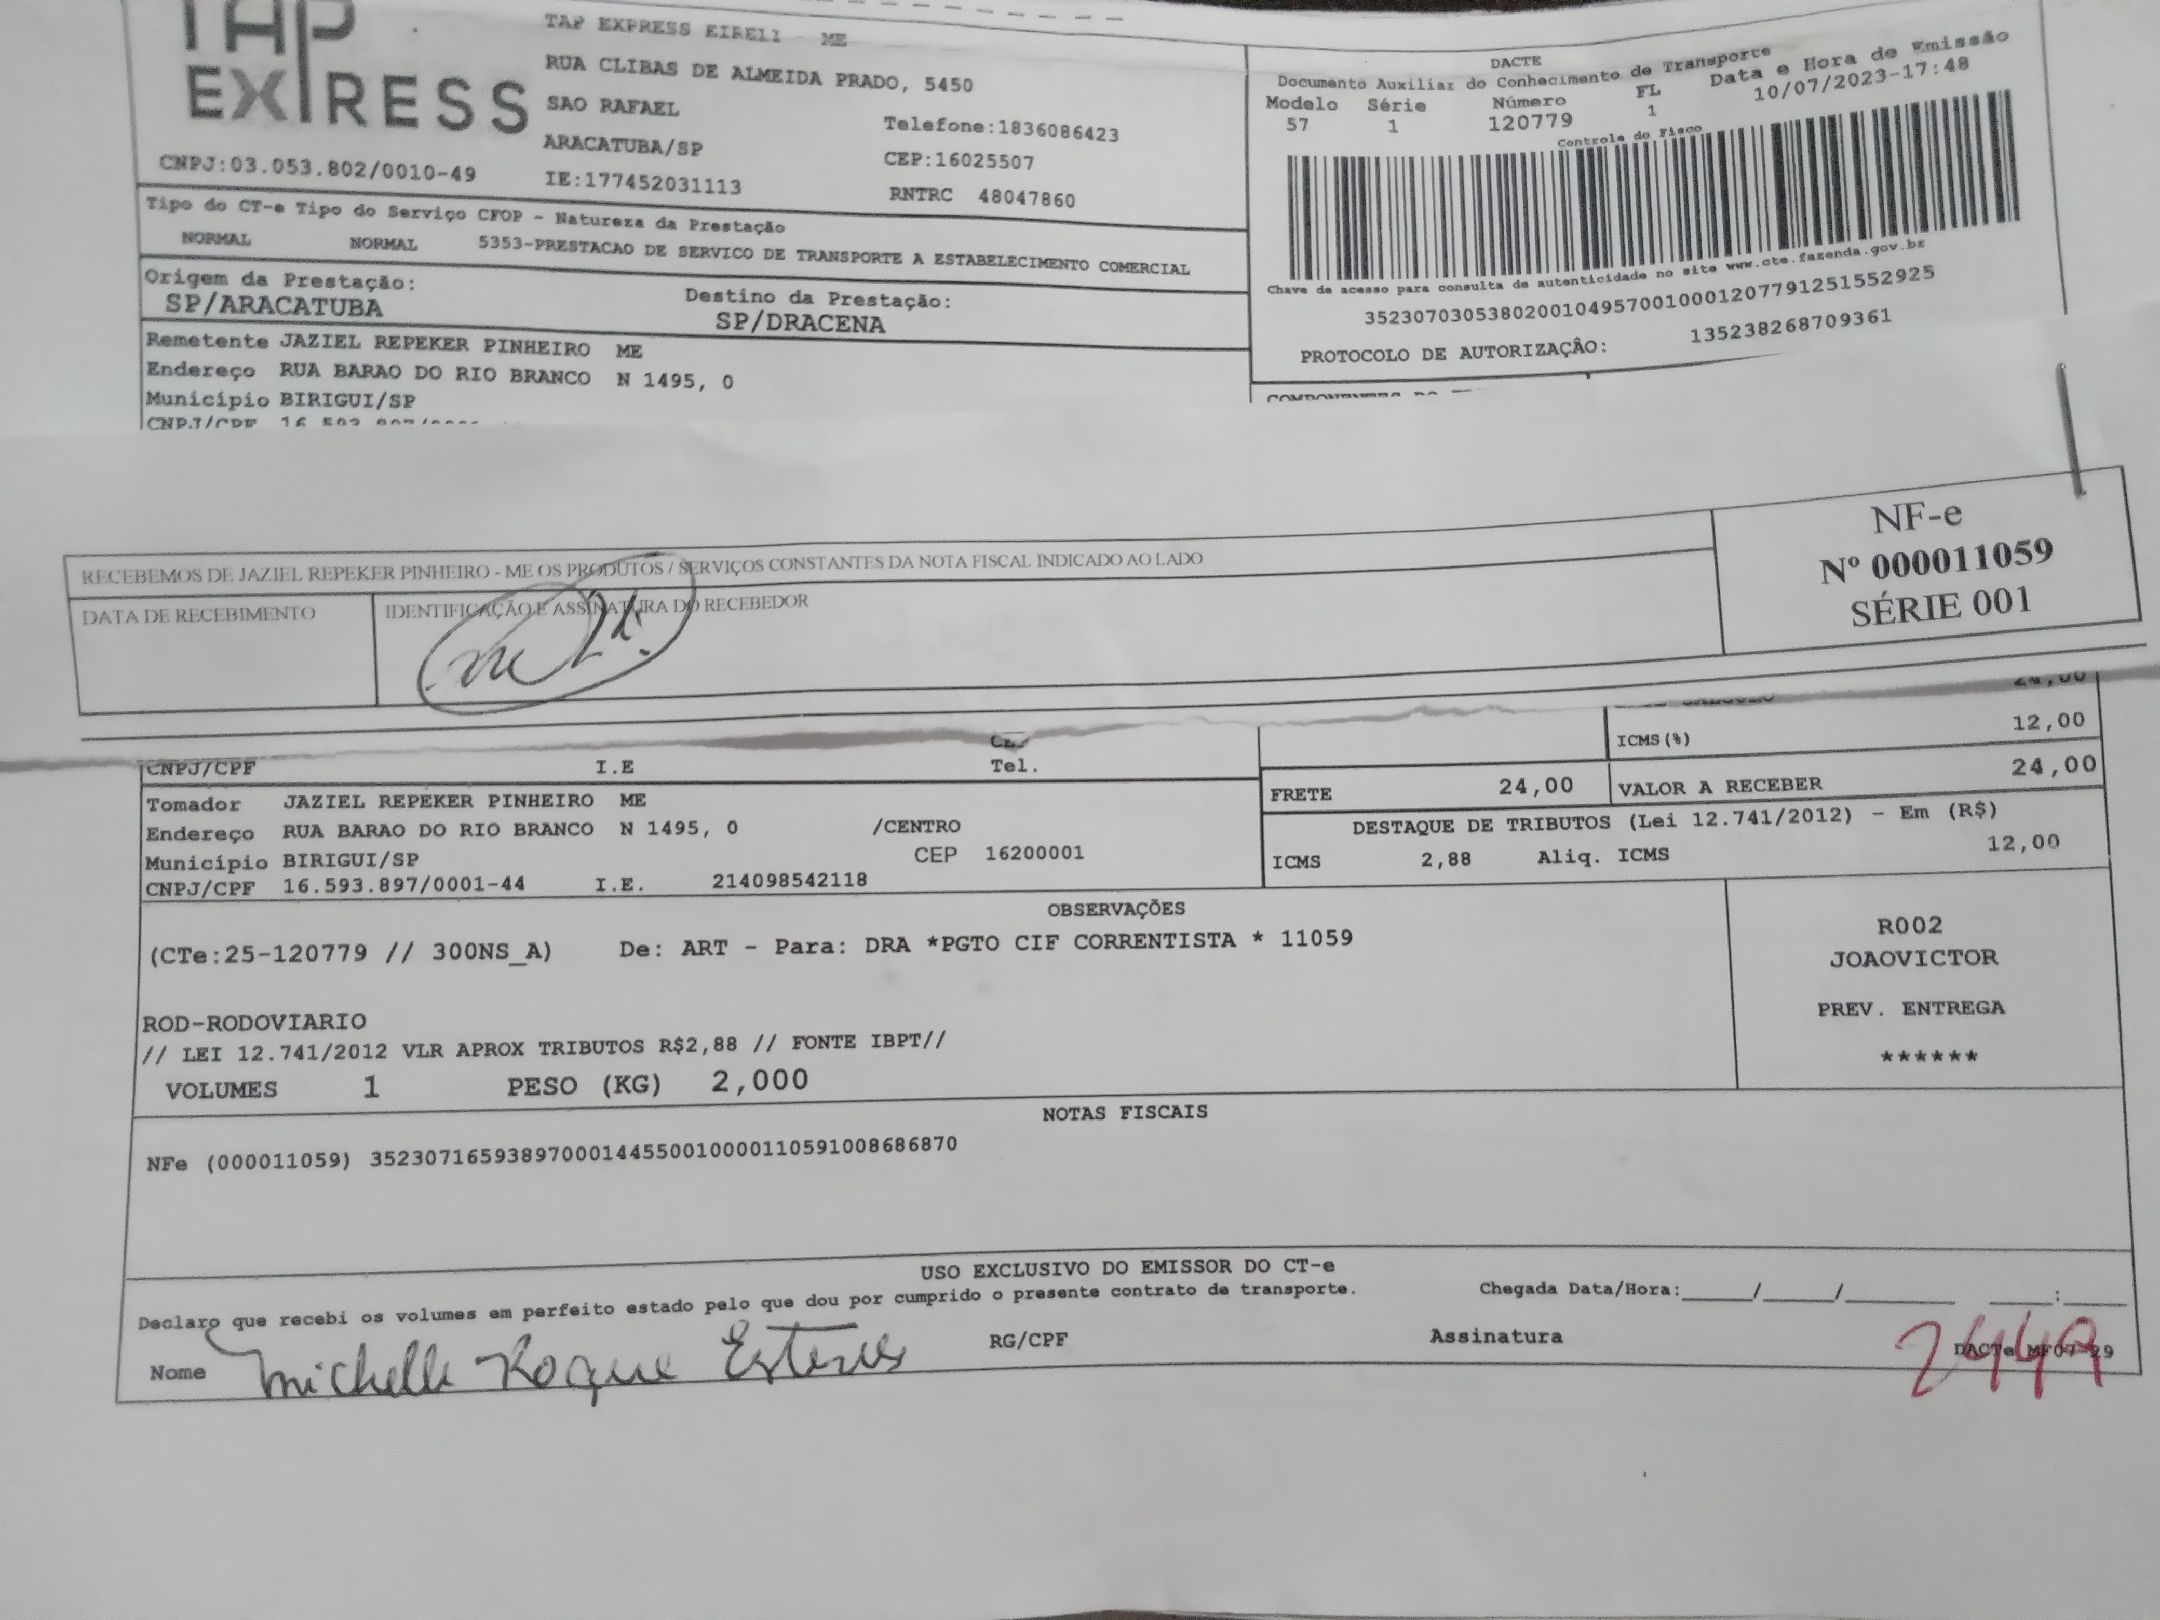 TAP EXPRESS
TAP EXPRESS EIRELI ME
RUA CLIBAS DE ALMEIDA PRADO, 5450
SAO RAFAEL
Telefone:1836086423
ARACATUBA/SP
CEP:16025507
CNPJ:03.053.802/0010-49
IE:177452031113
RNTRC 48047860
DACTE
Documento Auxiliar do Conhecimento de Transporte
Modelo Série Número FL Data e Hora de Emissão
57 1 120779 1 10/07/2023-17:48
Controle do Fisco
Chave de acesso para consulta de autenticidade no site www.cte.fazenda.gov.br
35230703053802001049570010001207791251552925
PROTOCOLO DE AUTORIZAÇÃO: 135238268709361
Tipo do CT-e Tipo do Serviço CFOP - Natureza da Prestação
NORMAL NORMAL 5353-PRESTACAO DE SERVICO DE TRANSPORTE A ESTABELECIMENTO COMERCIAL
Origem da Prestação: Destino da Prestação:
SP/ARACATUBA SP/DRACENA
Remetente JAZIEL REPEKER PINHEIRO ME
Endereço RUA BARAO DO RIO BRANCO N 1495, 0
Município BIRIGUI/SP
CNPJ/CPF
RECEBEMOS DE JAZIEL REPEKER PINHEIRO - ME OS PRODUTOS / SERVIÇOS CONSTANTES DA NOTA FISCAL INDICADO AO LADO
DATA DE RECEBIMENTO
IDENTIFICAÇÃO E ASSINATURA DO RECEBEDOR
NF-e
Nº 000011059
SÉRIE 001
24,00
ICMS(%) 12,00
CNPJ/CPF I.E Tel.
FRETE 24,00 VALOR A RECEBER 24,00
Tomador JAZIEL REPEKER PINHEIRO ME
Endereço RUA BARAO DO RIO BRANCO N 1495, 0 /CENTRO
Município BIRIGUI/SP CEP 16200001
CNPJ/CPF 16.593.897/0001-44 I.E. 214098542118
DESTAQUE DE TRIBUTOS (Lei 12.741/2012) - Em (R$)
ICMS 2,88 Aliq. ICMS 12,00
OBSERVAÇÕES
(CTe:25-120779 // 300NS_A) De: ART - Para: DRA *PGTO CIF CORRENTISTA * 11059
R002
JOAOVICTOR
PREV. ENTREGA
******
ROD-RODOVIARIO
// LEI 12.741/2012 VLR APROX TRIBUTOS R$2,88 // FONTE IBPT//
VOLUMES 1 PESO (KG) 2,000
NOTAS FISCAIS
NFe (000011059) 35230716593897000144550010000110591008686870
USO EXCLUSIVO DO EMISSOR DO CT-e
Declaro que recebi os volumes em perfeito estado pelo que dou por cumprido o presente contrato de transporte.
Chegada Data/Hora:_____/_____/_______ ____:____
Nome Michelle Roque Esteves RG/CPF Assinatura
2449